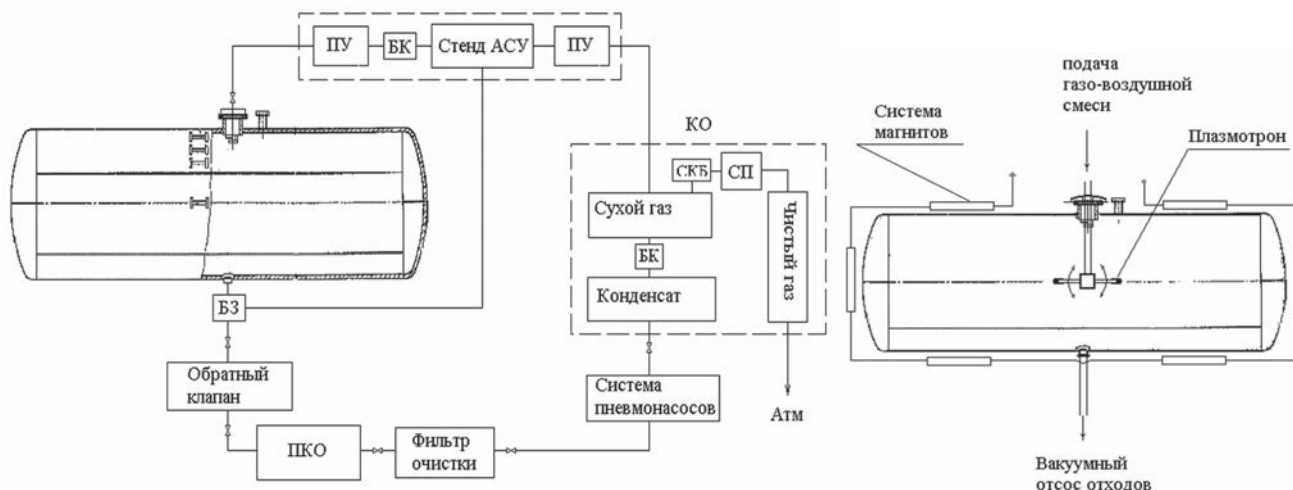 ПУ
БК
Стенд АСУ
ПУ
КО
СКБ
СП
Сухой газ
БК
Конденсат
Чистый газ
БЗ
Обратный
клапан
ПКО
Фильтр
очистки
Система
пневмонасосов
Атм
подача
газо-воздушной
смеси
Система
магнитов
Плазмотрон
Вакуумный
отсос отходов